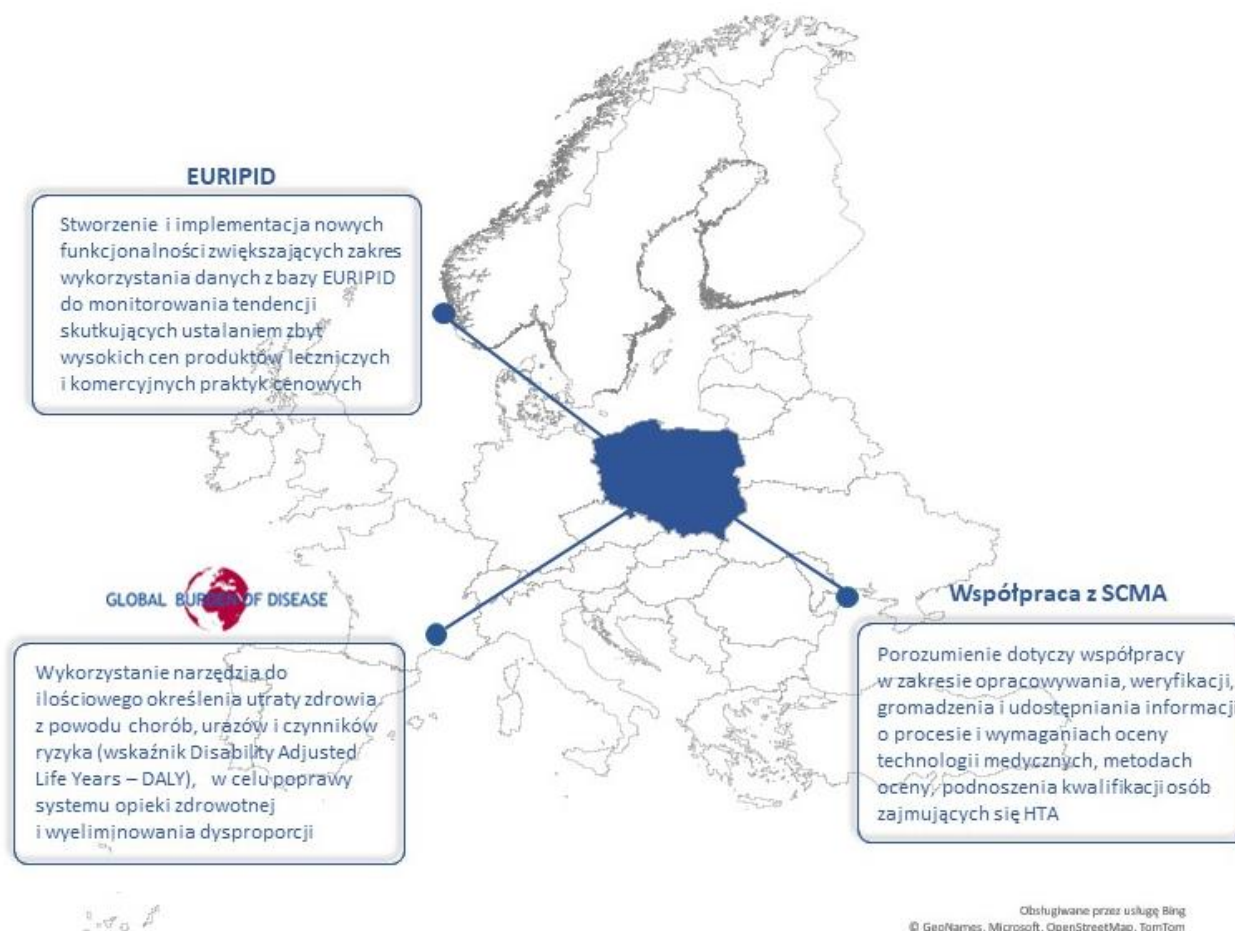 EURIPID
Stworzenie i implementacja nowych
funkcjonalności zwiększających zakres
wykorzystania danych z bazy EURIPID
do monitorowania tendencji
skutkujących ustalaniem zbyt
wysokich cen produktów leczniczych
i komercyjnych praktyk cenowych
GLOBAL BURDEN OF DISEASE
Wykorzystanie narzędzia do
ilościowego określenia utraty zdrowia
z powodu chorób, urazów i czynników
ryzyka (wskaźnik Disability Adjusted
Life Years – DALY), w celu poprawy
systemu opieki zdrowotnej
i wyeliminowania dysproporcji
Współpraca z SCMA
Porozumienie dotyczy współpracy
w zakresie opracowywania, weryfikacji,
gromadzenia i udostępniania informacji
o procesie i wymaganiach oceny
technologii medycznych, metodach
oceny, podnoszenia kwalifikacji osób
zajmujących się HTA
Obsługiwane przez usługę Bing
© GeoNames, Microsoft, OpenStreetMap, TomTom